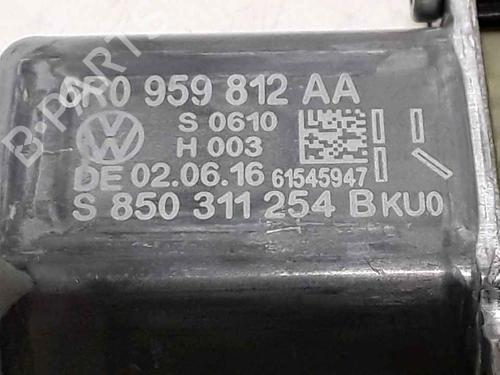 6R0 959 812 AA
S 0610
H 003
DE 02.06.16 61545947
S 850 311 254 B KU0
B-PARTS